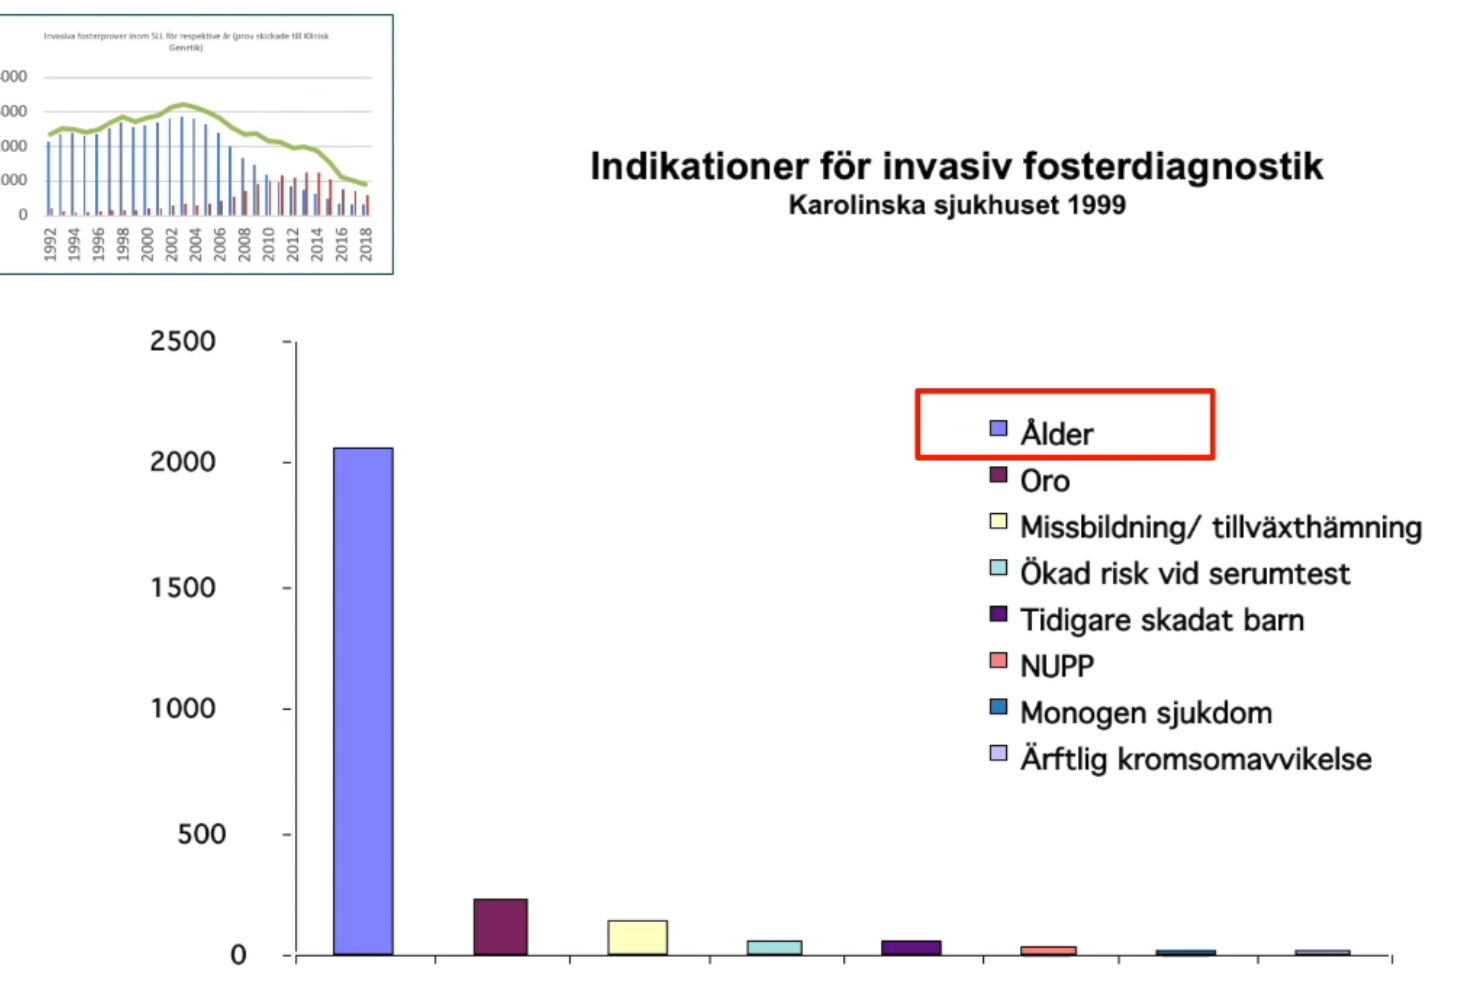 Invasiva fosterprover inom SLL för respektive år (prov skickade till Klinisk
Genetik)
000
000
000
000
0
1992 1994 1996 1998 2000 2002 2004 2006 2008 2010 2012 2014 2016 2018
Indikationer för invasiv fosterdiagnostik
Karolinska sjukhuset 1999
2500
2000
1500
1000
500
0
Ålder
Oro
Missbildning/ tillväxthämning
Ökad risk vid serumtest
Tidigare skadat barn
NUPP
Monogen sjukdom
Ärftlig kromsomavvikelse